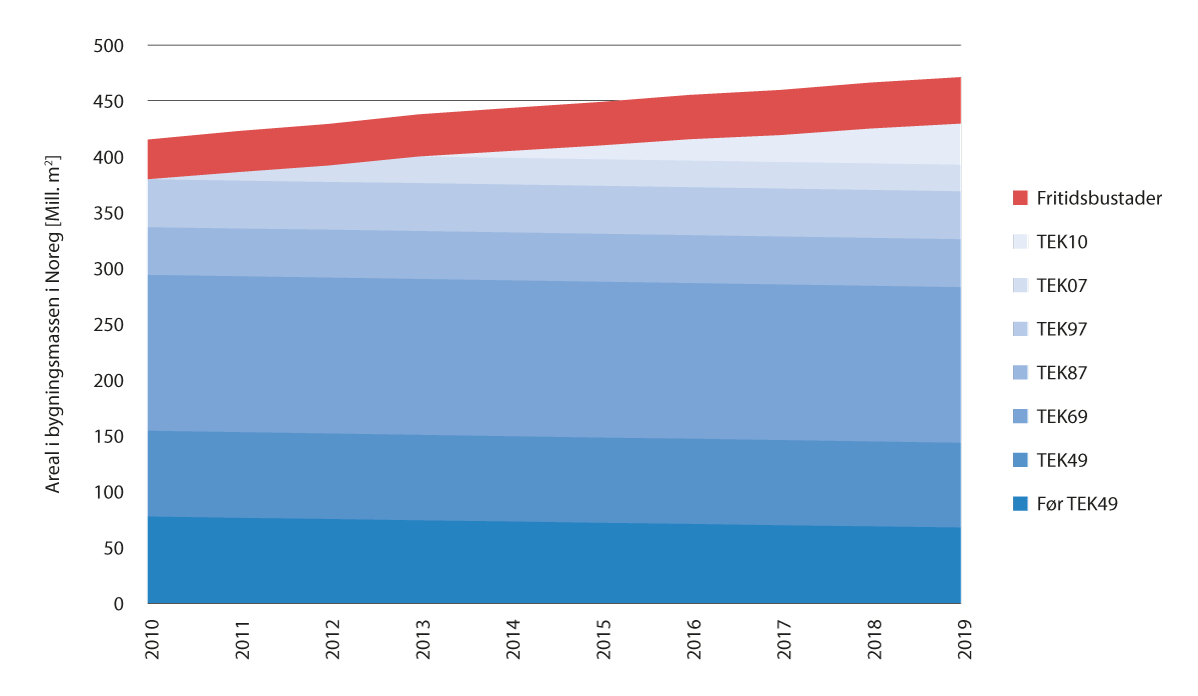 Areal i bygningsmassen i Noreg [Mill. m²]
500
450
400
350
300
250
200
150
100
50
0
2010
2011
2012
2013
2014
2015
2016
2017
2018
2019
Fritidsbustader
TEK10
TEK07
TEK97
TEK87
TEK69
TEK49
Før TEK49